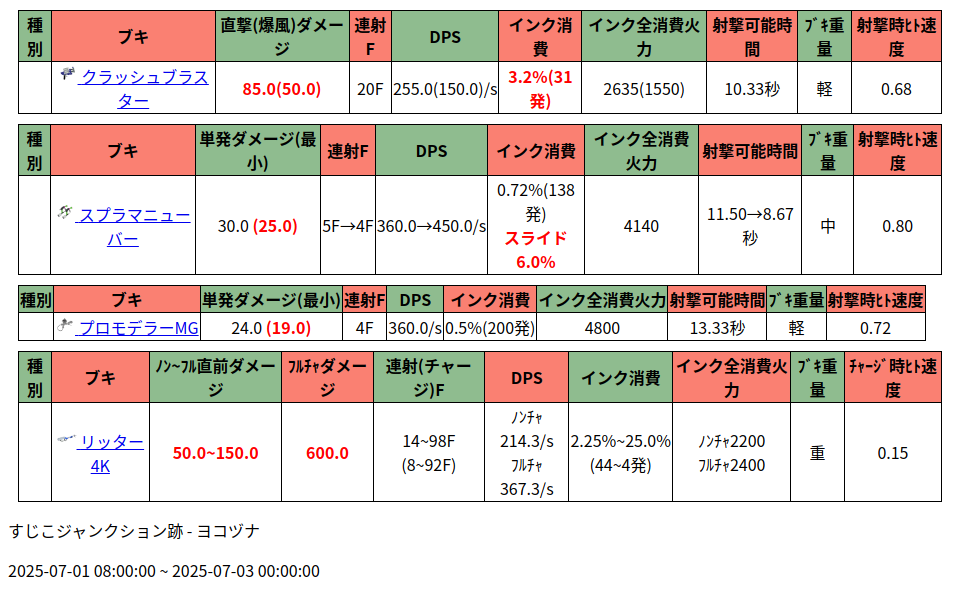 種別 ブキ 直撃(爆風)ダメージ 連射F DPS インク消費 インク全消費火力 射撃可能時間 ﾌﾞｷ重量 射撃時ﾋﾄ速度
クラッシュブラスター 85.0(50.0) 20F 255.0(150.0)/s 3.2%(31発) 2635(1550) 10.33秒 軽 0.68
種別 ブキ 単発ダメージ(最小) 連射F DPS インク消費 インク全消費火力 射撃可能時間 ﾌﾞｷ重量 射撃時ﾋﾄ速度
スプラマニューバー 30.0 (25.0) 5F→4F 360.0→450.0/s 0.72%(138発) スライド 6.0% 4140 11.50→8.67秒 中 0.80
種別 ブキ 単発ダメージ(最小) 連射F DPS インク消費 インク全消費火力 射撃可能時間 ﾌﾞｷ重量 射撃時ﾋﾄ速度
プロモデラーMG 24.0 (19.0) 4F 360.0/s 0.5%(200発) 4800 13.33秒 軽 0.72
種別 ブキ ﾉﾝ~ﾌﾙ直前ダメージ ﾌﾙﾁｬダメージ 連射(チャージ)F DPS インク消費 インク全消費火力 ﾌﾞｷ重量 ﾁｬｰｼﾞ時ﾋﾄ速度
リッター4K 50.0~150.0 600.0 14~98F (8~92F) ﾉﾝﾁｬ 214.3/s ﾌﾙﾁｬ 367.3/s 2.25%~25.0% (44~4発) ﾉﾝﾁｬ2200 ﾌﾙﾁｬ2400 重 0.15
すじこジャンクション跡 - ヨコヅナ
2025-07-01 08:00:00 ~ 2025-07-03 00:00:00